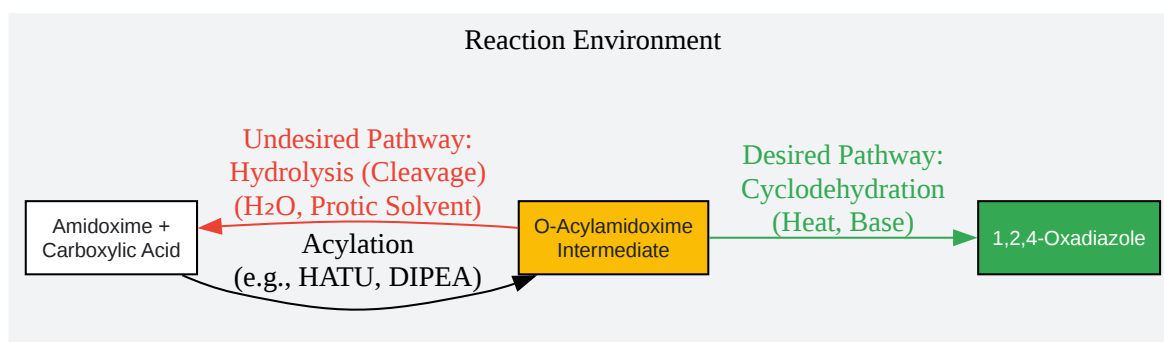 Reaction Environment
Undesired Pathway:
Hydrolysis (Cleavage)
(H₂O, Protic Solvent)
Desired Pathway:
Cyclodehydration
(Heat, Base)
Amidoxime +
Carboxylic Acid
Acylation
(e.g., HATU, DIPEA)
O-Acylamidoxime
Intermediate
1,2,4-Oxadiazole